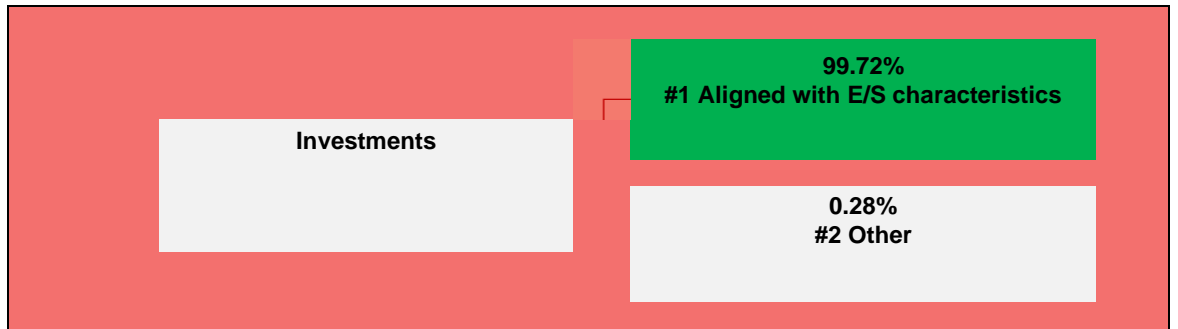 99.72%
#1 Aligned with E/S characteristics
Investments
0.28%
#2 Other